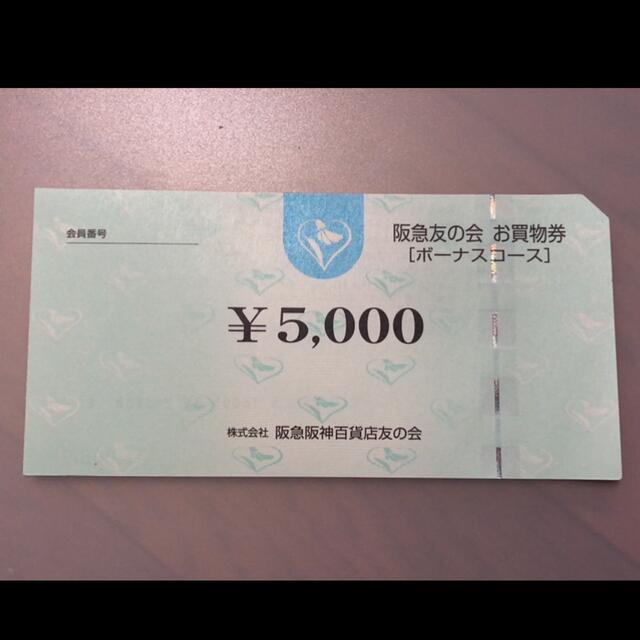 会員番号
阪急友の会 お買物券
[ボーナスコース]
¥5,000
株式会社 阪急阪神百貨店友の会